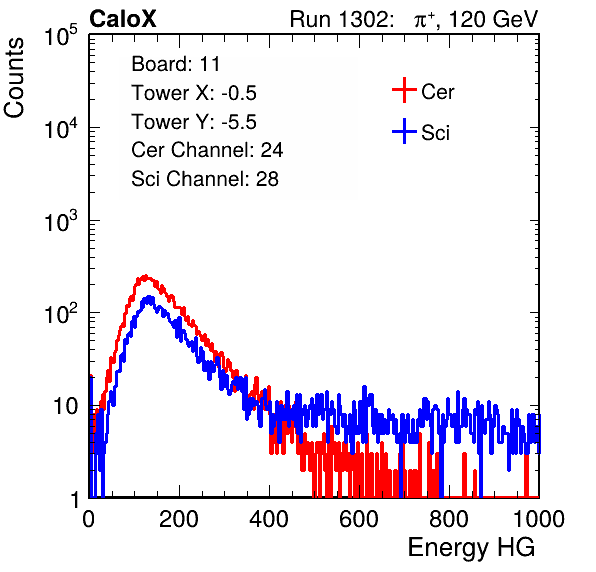 CaloX Run 1302: π⁺, 120 GeV
Counts
10⁵
10⁴
10³
10²
10
1
Board: 11
Tower X: -0.5
Tower Y: -5.5
Cer Channel: 24
Sci Channel: 28
Cer
Sci
0 200 400 600 800 1000
Energy HG